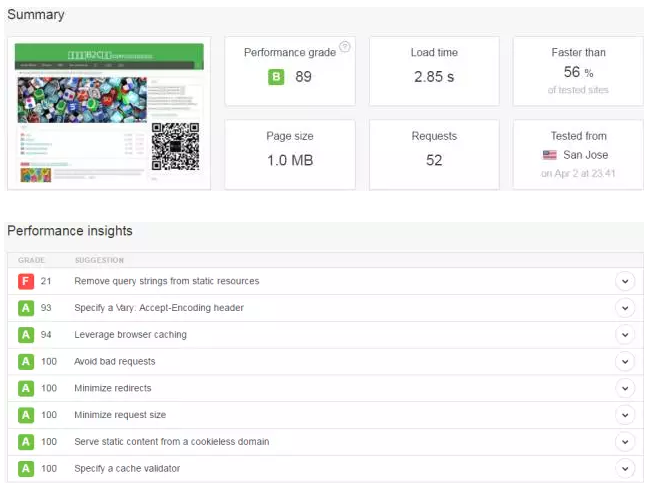 Summary
Performance grade ?
B 89
Load time
2.85 s
Faster than
56 %
of tested sites
Page size
1.0 MB
Requests
52
Tested from
San Jose
on Apr 2 at 23:41
Performance insights
GRADE SUGGESTION
F 21 Remove query strings from static resources
A 93 Specify a Vary: Accept-Encoding header
A 94 Leverage browser caching
A 100 Avoid bad requests
A 100 Minimize redirects
A 100 Minimize request size
A 100 Serve static content from a cookieless domain
A 100 Specify a cache validator